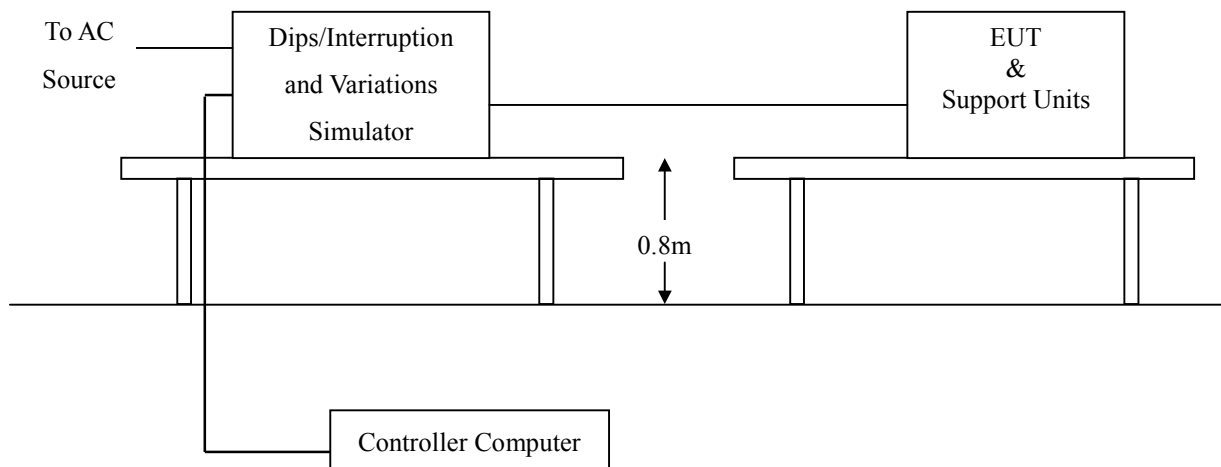 To AC
Source
Dips/Interruption
and Variations
Simulator
EUT
&
Support Units
0.8m
Controller Computer